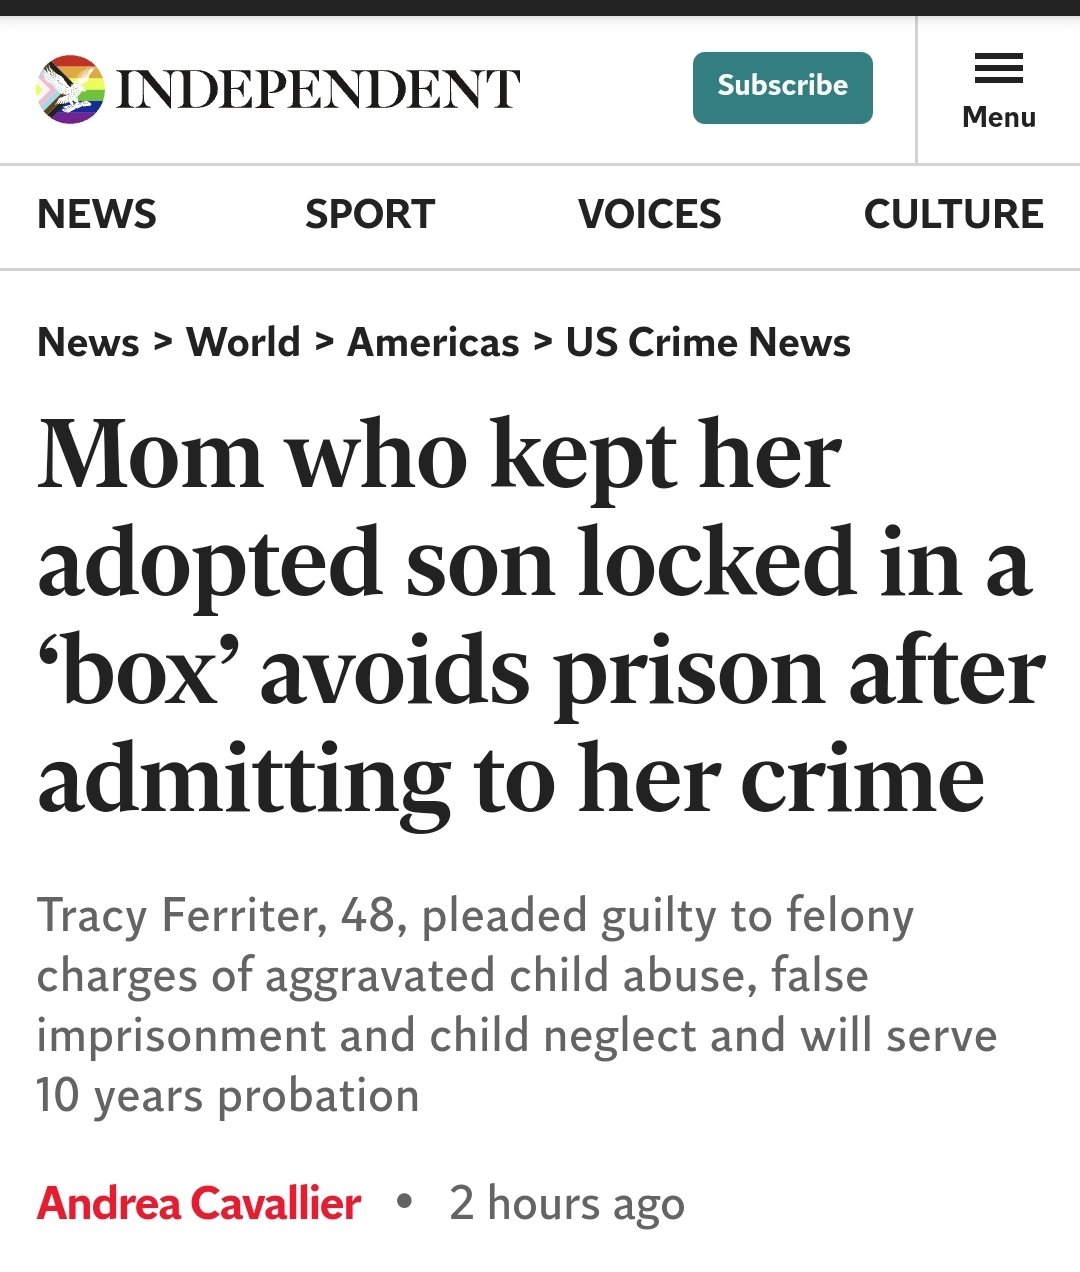 INDEPENDENT
Subscribe
Menu
NEWS SPORT VOICES CULTURE
News > World > Americas > US Crime News
Mom who kept her
adopted son locked in a
‘box’ avoids prison after
admitting to her crime
Tracy Ferriter, 48, pleaded guilty to felony
charges of aggravated child abuse, false
imprisonment and child neglect and will serve
10 years probation
Andrea Cavallier • 2 hours ago